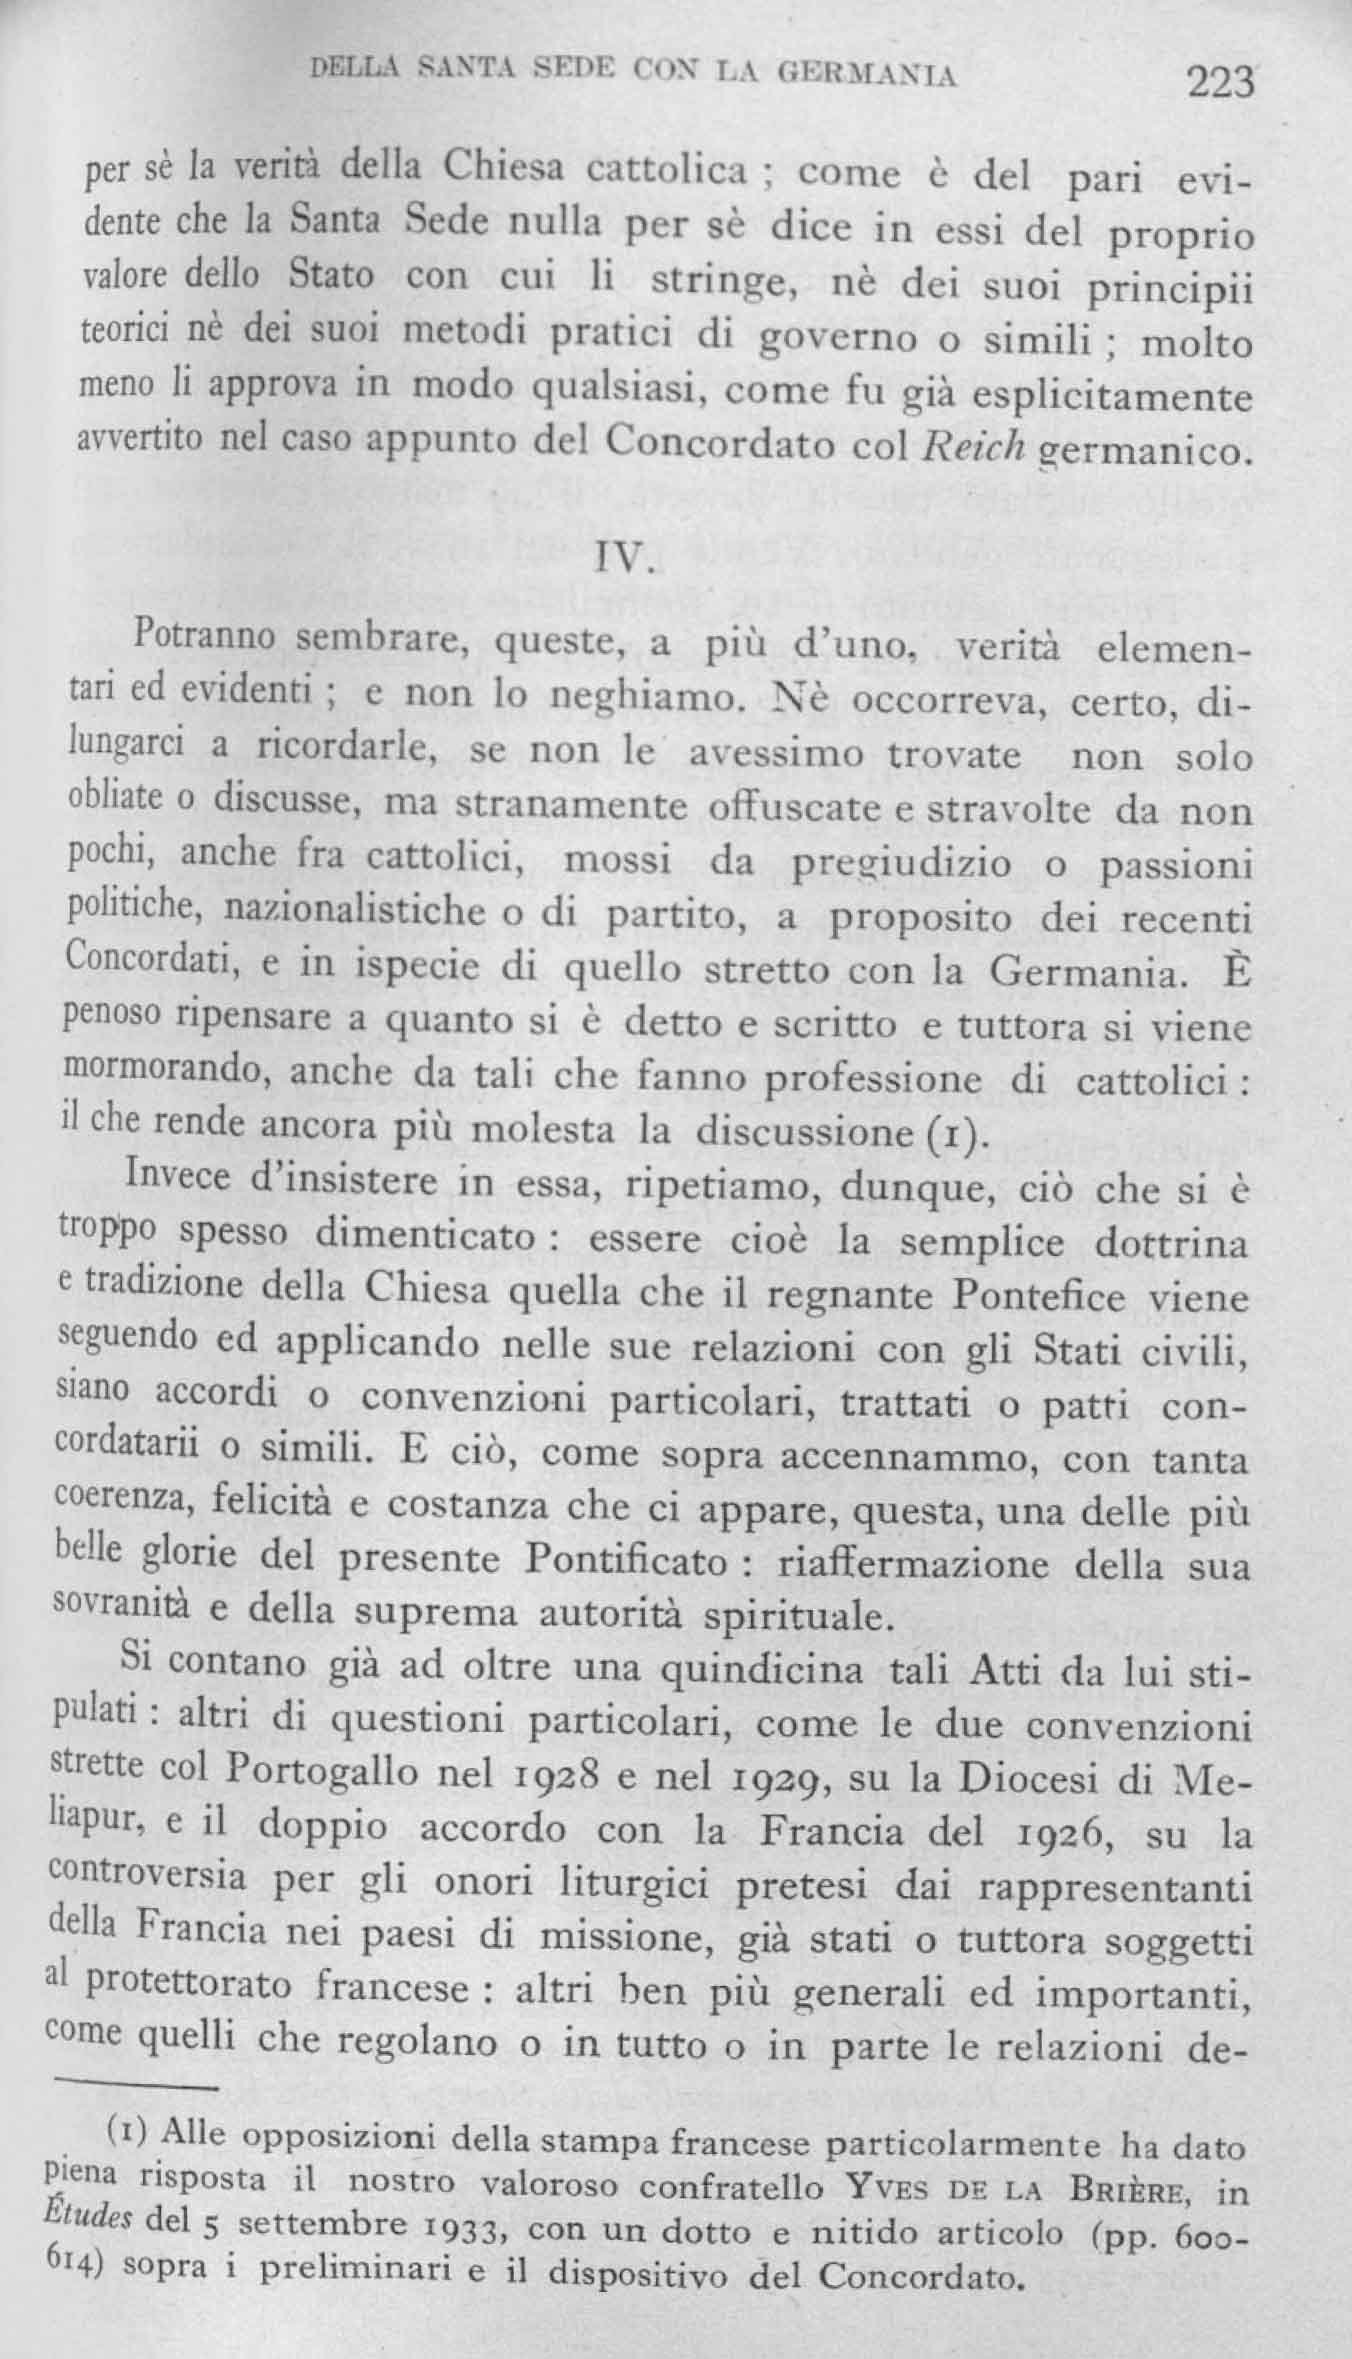 DELLA SANTA SEDE CON LA GERMANIA 223
per sè la verità della Chiesa cattolica ; come è del pari evi-
dente che la Santa Sede nulla per sè dice in essi del proprio
valore dello Stato con cui li stringe, nè dei suoi principii
teorici nè dei suoi metodi pratici di governo o simili ; molto
meno li approva in modo qualsiasi, come fu già esplicitamente
avvertito nel caso appunto del Concordato col Reich germanico.
IV.
Potranno sembrare, queste, a più d'uno, verità elemen-
tari ed evidenti ; e non lo neghiamo. Nè occorreva, certo, di-
lungarci a ricordarle, se non le avessimo trovate non solo
obliate o discusse, ma stranamente offuscate e stravolte da non
pochi, anche fra cattolici, mossi da pregiudizio o passioni
politiche, nazionalistiche o di partito, a proposito dei recenti
Concordati, e in ispecie di quello stretto con la Germania. È
penoso ripensare a quanto si è detto e scritto e tuttora si viene
mormorando, anche da tali che fanno professione di cattolici :
il che rende ancora più molesta la discussione (1).
Invece d'insistere in essa, ripetiamo, dunque, ciò che si è
troppo spesso dimenticato : essere cioè la semplice dottrina
e tradizione della Chiesa quella che il regnante Pontefice viene
seguendo ed applicando nelle sue relazioni con gli Stati civili,
siano accordi o convenzioni particolari, trattati o patti con-
cordatarii o simili. E ciò, come sopra accennammo, con tanta
coerenza, felicità e costanza che ci appare, questa, una delle più
belle glorie del presente Pontificato : riaffermazione della sua
sovranità e della suprema autorità spirituale.
Si contano già ad oltre una quindicina tali Atti da lui sti-
pulati : altri di questioni particolari, come le due convenzioni
strette col Portogallo nel 1928 e nel 1929, su la Diocesi di Me-
liapur, e il doppio accordo con la Francia del 1926, su la
controversia per gli onori liturgici pretesi dai rappresentanti
della Francia nei paesi di missione, già stati o tuttora soggetti
al protettorato francese : altri ben più generali ed importanti,
come quelli che regolano o in tutto o in parte le relazioni de-
(1) Alle opposizioni della stampa francese particolarmente ha dato
piena risposta il nostro valoroso confratello YVES DE LA BRIÈRE, in
Études del 5 settembre 1933, con un dotto e nitido articolo (pp. 600-
614) sopra i preliminari e il dispositivo del Concordato.